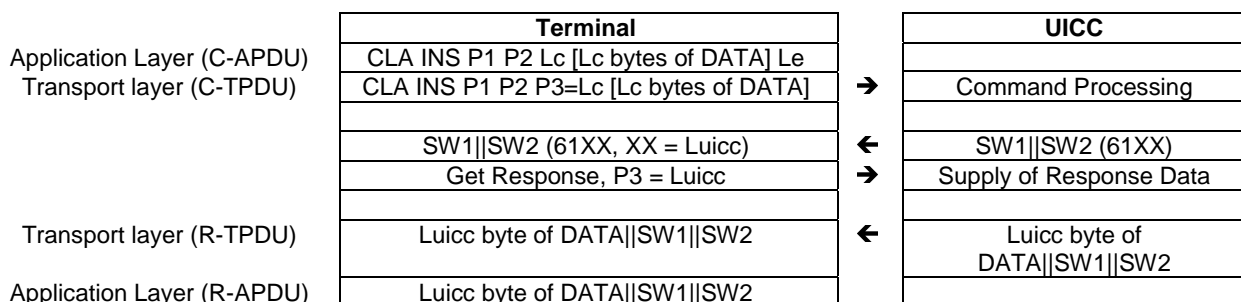 Terminal UICC
Application Layer (C-APDU) CLA INS P1 P2 Lc [Lc bytes of DATA] Le
Transport layer (C-TPDU) CLA INS P1 P2 P3=Lc [Lc bytes of DATA] → Command Processing
SW1||SW2 (61XX, XX = Luicc) ← SW1||SW2 (61XX)
Get Response, P3 = Luicc → Supply of Response Data
Transport layer (R-TPDU) Luicc byte of DATA||SW1||SW2 ← Luicc byte of
DATA||SW1||SW2
Application Layer (R-APDU) Luicc byte of DATA||SW1||SW2